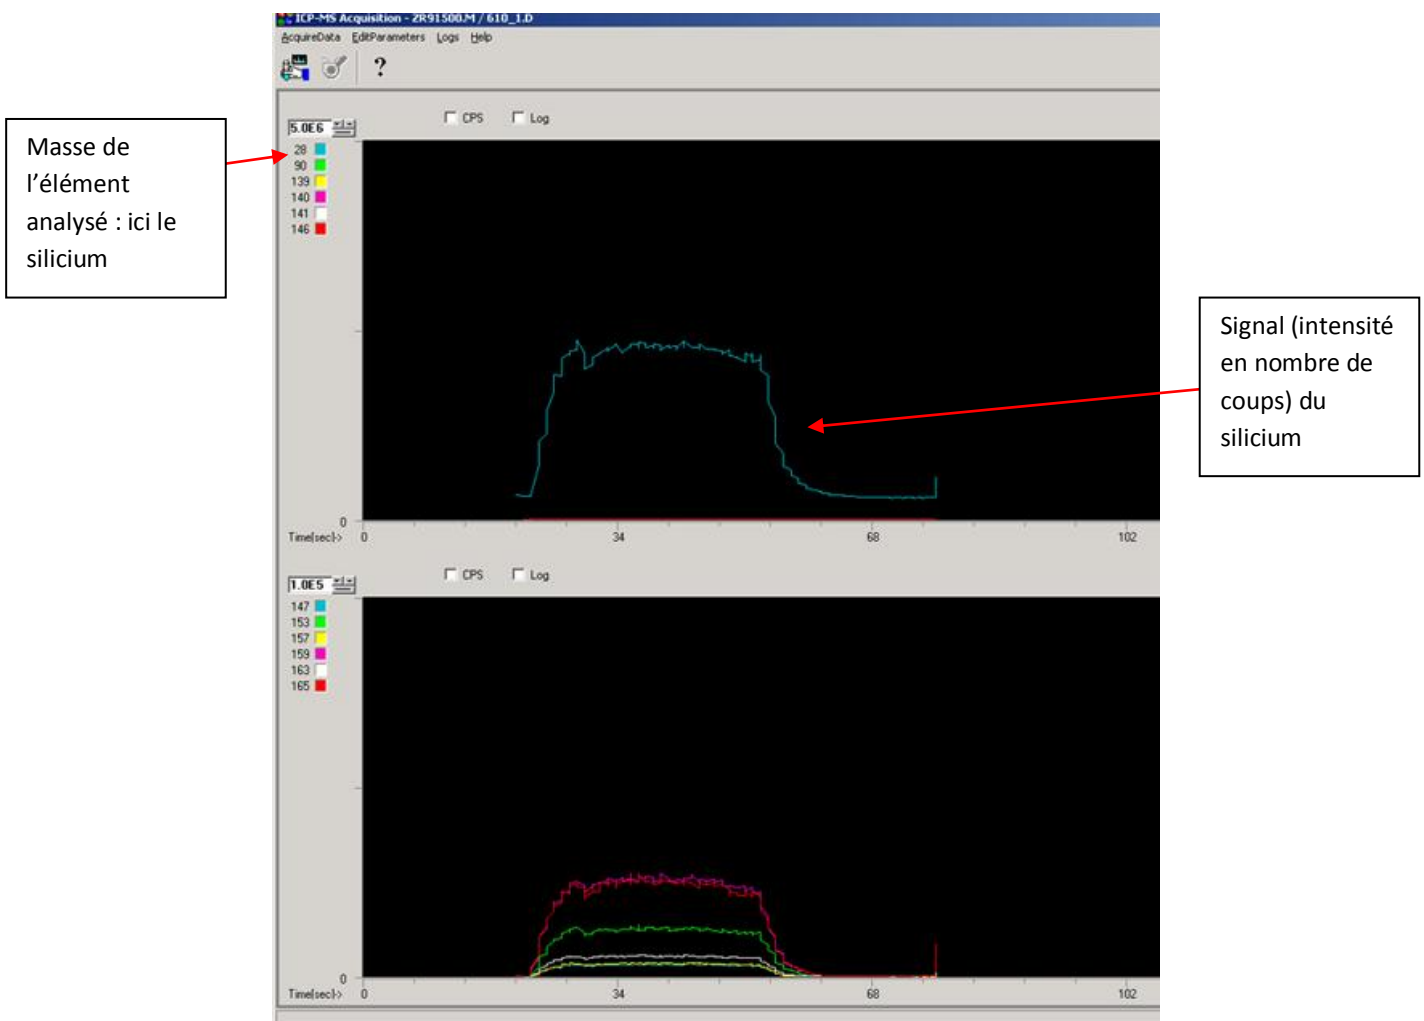 ICP-MS Acquisition - ZR91500.M / 610_1.D
AcquireData EditParameters Logs Help
?
Masse de
l’élément
analysé : ici le
silicium
5.0E6
CPS Log
28
90
139
140
141
146
Signal (intensité
en nombre de
coups) du
silicium
0
Time(sec)-> 0 34 68 102
1.0E5
CPS Log
147
153
157
159
163
165
0
Time(sec)-> 0 34 68 102